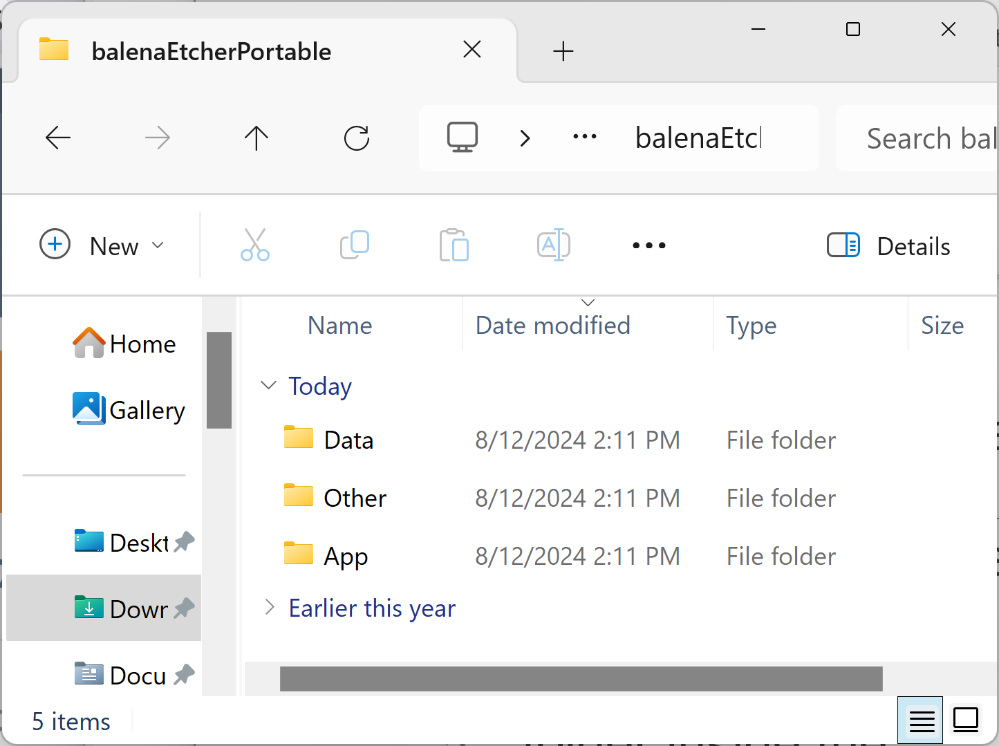 balenaEtcherPortable
balenaEtcl
Search bal
New
Details
Name Date modified Type Size
Home
Gallery
Deskt
Dowr
Docu
Today
Data 8/12/2024 2:11 PM File folder
Other 8/12/2024 2:11 PM File folder
App 8/12/2024 2:11 PM File folder
Earlier this year
5 items